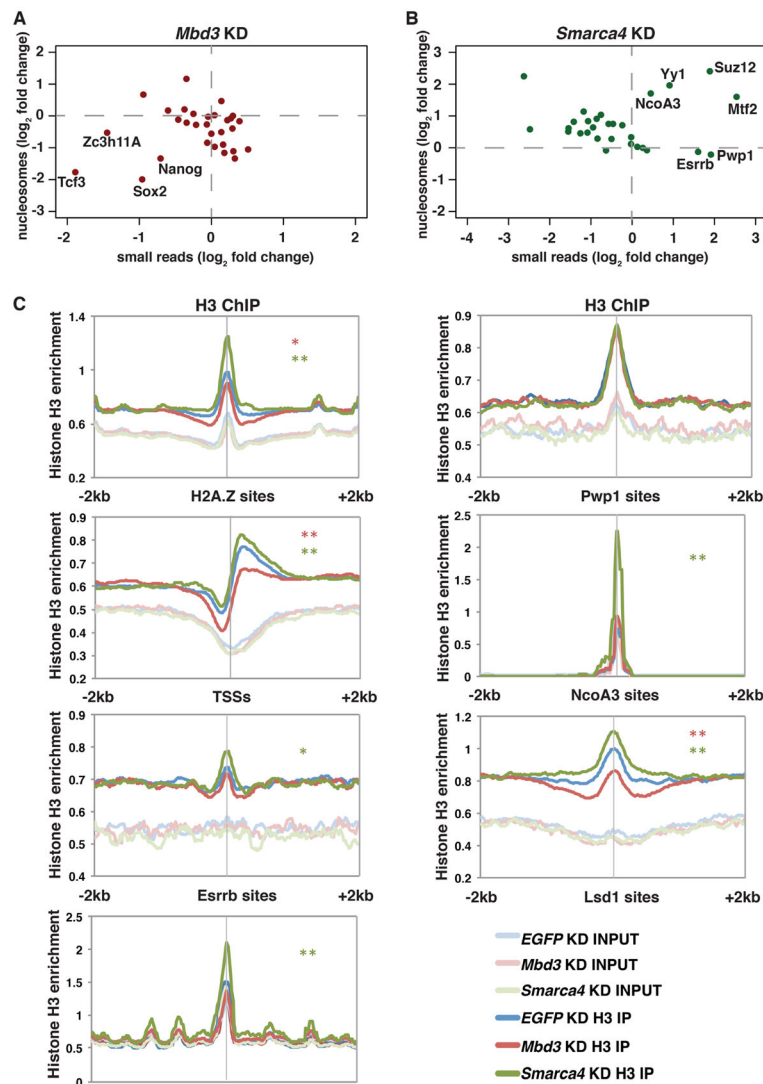 A
Mbd3 KD
nucleosomes (log2 fold change)
2
1
0
-1
-2
-3
Zc3h11A
Nanog
Tcf3
Sox2
-2
-1
0
1
2
small reads (log2 fold change)
B
Smarca4 KD
nucleosomes (log2 fold change)
3
2
1
0
-1
-2
Yy1
Suz12
NcoA3
Mtf2
Esrrb
Pwp1
-4
-3
-2
-1
0
1
2
3
small reads (log2 fold change)
C
H3 ChIP
Histone H3 enrichment
1.4
1
0.6
0.2
*
**
-2kb
H2A.Z sites
+2kb
Histone H3 enrichment
0.9
0.8
0.7
0.6
0.5
0.4
0.3
0.2
**
**
-2kb
TSSs
+2kb
Histone H3 enrichment
0.9
0.7
0.5
0.3
*
-2kb
Esrrb sites
+2kb
Histone H3 enrichment
2.5
2
1.5
1
0.5
0
**
H3 ChIP
Histone H3 enrichment
0.9
0.8
0.7
0.6
0.5
0.4
-2kb
Pwp1 sites
+2kb
Histone H3 enrichment
2.5
2
1.5
1
0.5
0
**
-2kb
NcoA3 sites
+2kb
Histone H3 enrichment
1.2
1
0.8
0.6
0.4
0.2
**
**
-2kb
Lsd1 sites
+2kb
EGFP KD INPUT
Mbd3 KD INPUT
Smarca4 KD INPUT
EGFP KD H3 IP
Mbd3 KD H3 IP
Smarca4 KD H3 IP